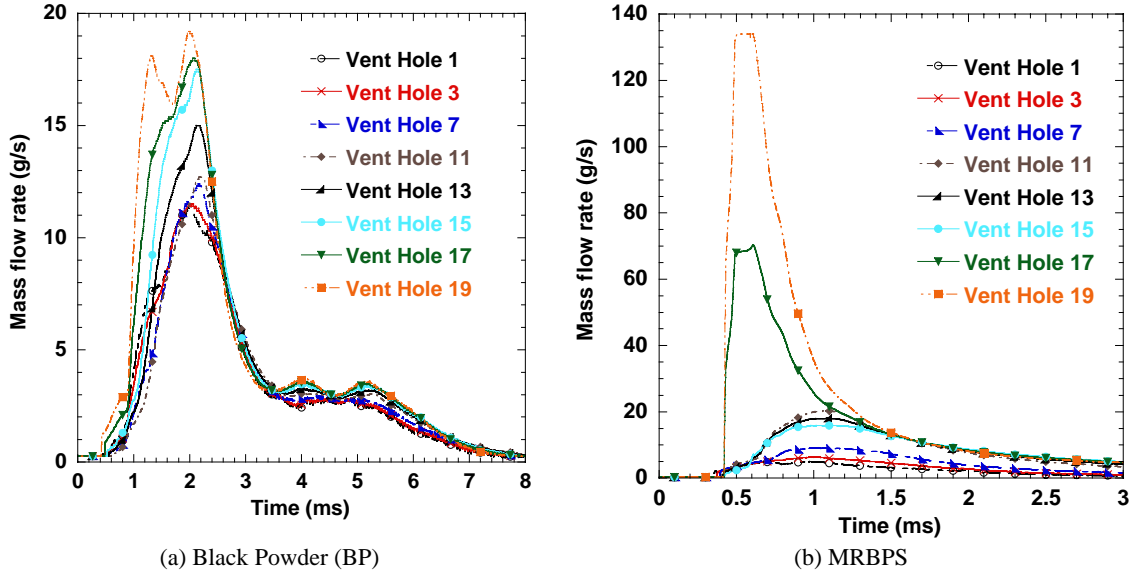 20
15
10
5
0
Mass flow rate (g/s)
0 1 2 3 4 5 6 7 8
Time (ms)
Vent Hole 1
Vent Hole 3
Vent Hole 7
Vent Hole 11
Vent Hole 13
Vent Hole 15
Vent Hole 17
Vent Hole 19
(a) Black Powder (BP)
140
120
100
80
60
40
20
0
Mass flow rate (g/s)
0 0.5 1 1.5 2 2.5 3
Time (ms)
Vent Hole 1
Vent Hole 3
Vent Hole 7
Vent Hole 11
Vent Hole 13
Vent Hole 15
Vent Hole 17
Vent Hole 19
(b) MRBPS